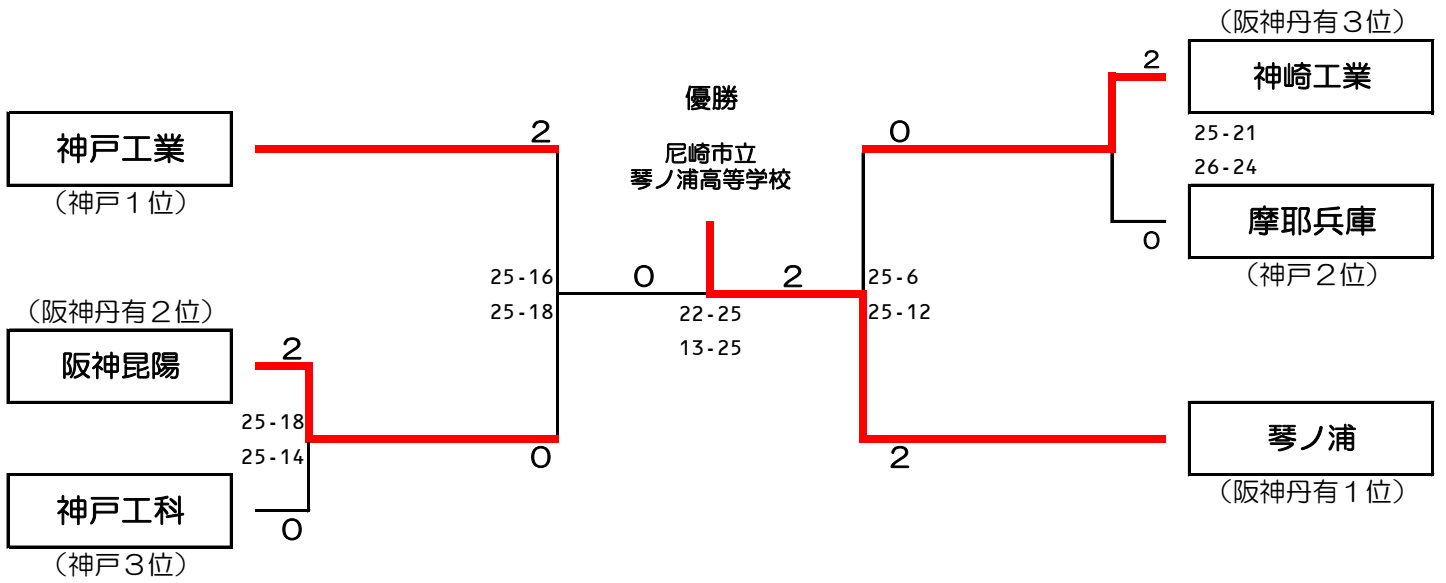 優勝
尼崎市立
琴ノ浦高等学校
神戸工業
（神戸１位）
2
（阪神丹有２位）
阪神昆陽
2
25-18
25-14
神戸工科
（神戸３位）
0
25-16
25-18
0
0
2
22-25
13-25
（阪神丹有３位）
神崎工業
2
25-21
26-24
摩耶兵庫
（神戸２位）
0
0
25-6
25-12
2
琴ノ浦
（阪神丹有１位）